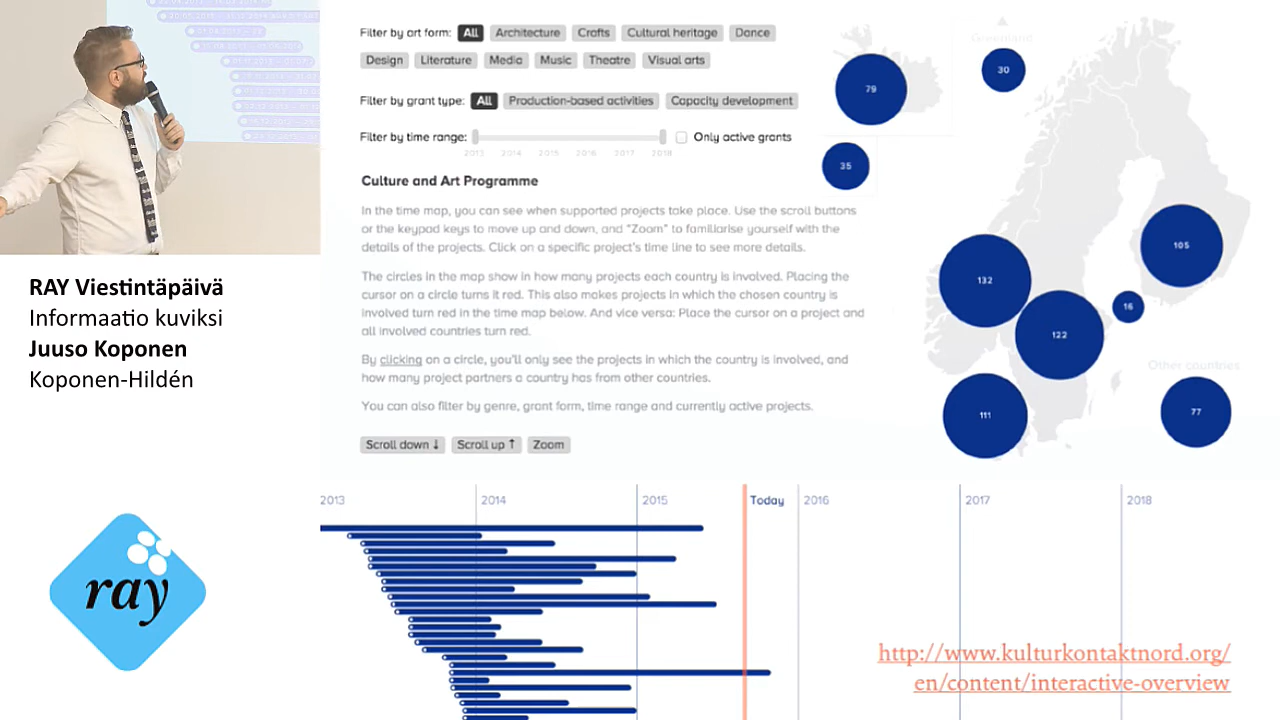 RAY Viestintäpäivä
Informaatio kuviksi
Juuso Koponen
Koponen-Hildén
ray
Filter by art form: All Architecture Crafts Cultural heritage Dance
Design Literature Media Music Theatre Visual arts
Filter by grant type: All Production-based activities Capacity development
Filter by time range: Only active grants
2013 2014 2015 2016 2017 2018
Culture and Art Programme
In the time map, you can see when supported projects take place. Use the scroll buttons
or the keypad keys to move up and down, and "Zoom" to familiarise yourself with the
details of the projects. Click on a specific project's time line to see more details.
The circles in the map show in how many projects each country is involved. Placing the
cursor on a circle turns it red. This also makes projects in which the chosen country is
involved turn red in the time map below. And vice versa: Place the cursor on a project and
all involved countries turn red.
By clicking on a circle, you'll only see the projects in which the country is involved, and
how many project partners a country has from other countries.
You can also filter by genre, grant form, time range and currently active projects.
Scroll down ↓ Scroll up ↑ Zoom
Greenland
30
79
35
105
132
16
122
Other countries
111
77
2013 2014 2015 Today 2016 2017 2018
http://www.kulturkontaktnord.org/
en/content/interactive-overview